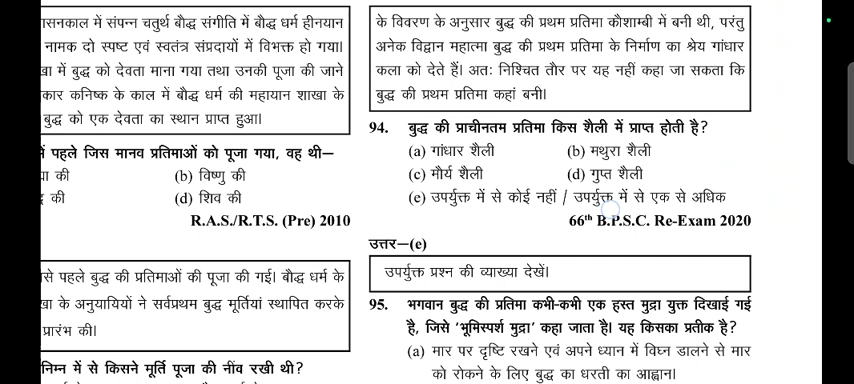 ासनकाल में संपन्न चतुर्थ बौद्ध संगीति में बौद्ध धर्म हीनयान
नामक दो स्पष्ट एवं स्वतंत्र संप्रदायों में विभक्त हो गया।
खा में बुद्ध को देवता माना गया तथा उनकी पूजा की जाने
कार कनिष्क के काल में बौद्ध धर्म की महायान शाखा के
बुद्ध को एक देवता का स्थान प्राप्त हुआ।
में पहले जिस मानव प्रतिमाओं को पूजा गया, वह थी—
ा की (b) विष्णु की
की (d) शिव की
R.A.S./R.T.S. (Pre) 2010
से पहले बुद्ध की प्रतिमाओं की पूजा की गई। बौद्ध धर्म के
खा के अनुयायियों ने सर्वप्रथम बुद्ध मूर्तियां स्थापित करके
प्रारंभ की।
निम्न में से किसने मूर्ति पूजा की नींव रखी थी?
के विवरण के अनुसार बुद्ध की प्रथम प्रतिमा कौशाम्बी में बनी थी, परंतु
अनेक विद्वान महात्मा बुद्ध की प्रथम प्रतिमा के निर्माण का श्रेय गांधार
कला को देते हैं। अतः निश्चित तौर पर यह नहीं कहा जा सकता कि
बुद्ध की प्रथम प्रतिमा कहां बनी।
94. बुद्ध की प्राचीनतम प्रतिमा किस शैली में प्राप्त होती है?
(a) गांधार शैली (b) मथुरा शैली
(c) मौर्य शैली (d) गुप्त शैली
(e) उपर्युक्त में से कोई नहीं / उपर्युक्त में से एक से अधिक
66th B.P.S.C. Re-Exam 2020
उत्तर—(e)
उपर्युक्त प्रश्न की व्याख्या देखें।
95. भगवान बुद्ध की प्रतिमा कभी-कभी एक हस्त मुद्रा युक्त दिखाई गई
है, जिसे 'भूमिस्पर्श मुद्रा' कहा जाता है। यह किसका प्रतीक है?
(a) मार पर दृष्टि रखने एवं अपने ध्यान में विघ्न डालने से मार
को रोकने के लिए बुद्ध का धरती का आह्वान।